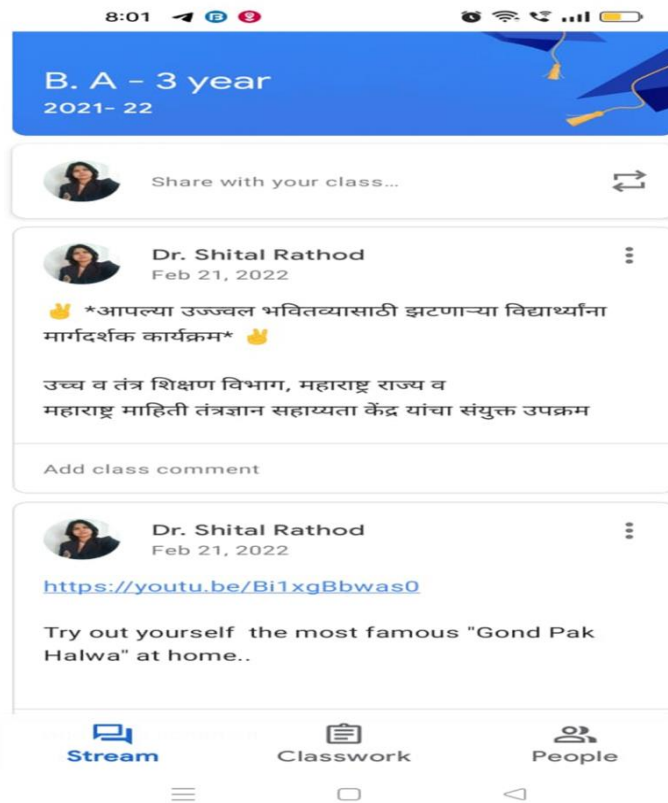 8:01
B. A - 3 year
2021- 22
Share with your class...
Dr. Shital Rathod
Feb 21, 2022
✌ *आपल्या उज्ज्वल भवितव्यासाठी झटणाऱ्या विद्यार्थ्यांना
मार्गदर्शक कार्यक्रम* ✌
उच्च व तंत्र शिक्षण विभाग, महाराष्ट्र राज्य व
महाराष्ट्र माहिती तंत्रज्ञान सहाय्यता केंद्र यांचा संयुक्त उपक्रम
Add class comment
Dr. Shital Rathod
Feb 21, 2022
https://youtu.be/Bi1xgBbwas0
Try out yourself the most famous "Gond Pak
Halwa" at home..
Stream Classwork People